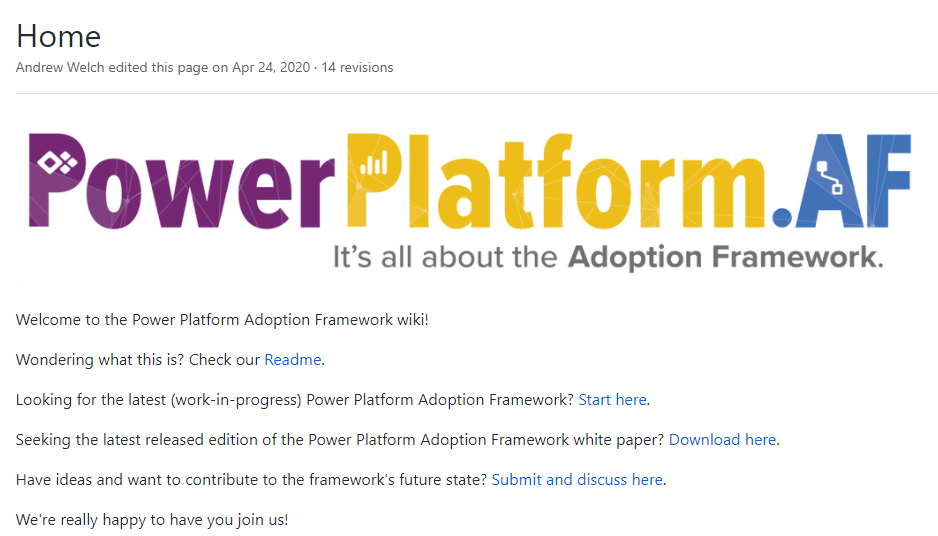 Home
Andrew Welch edited this page on Apr 24, 2020 · 14 revisions
PowerPlatform.AF
It's all about the Adoption Framework.
Welcome to the Power Platform Adoption Framework wiki!
Wondering what this is? Check our Readme.
Looking for the latest (work-in-progress) Power Platform Adoption Framework? Start here.
Seeking the latest released edition of the Power Platform Adoption Framework white paper? Download here.
Have ideas and want to contribute to the framework's future state? Submit and discuss here.
We're really happy to have you join us!